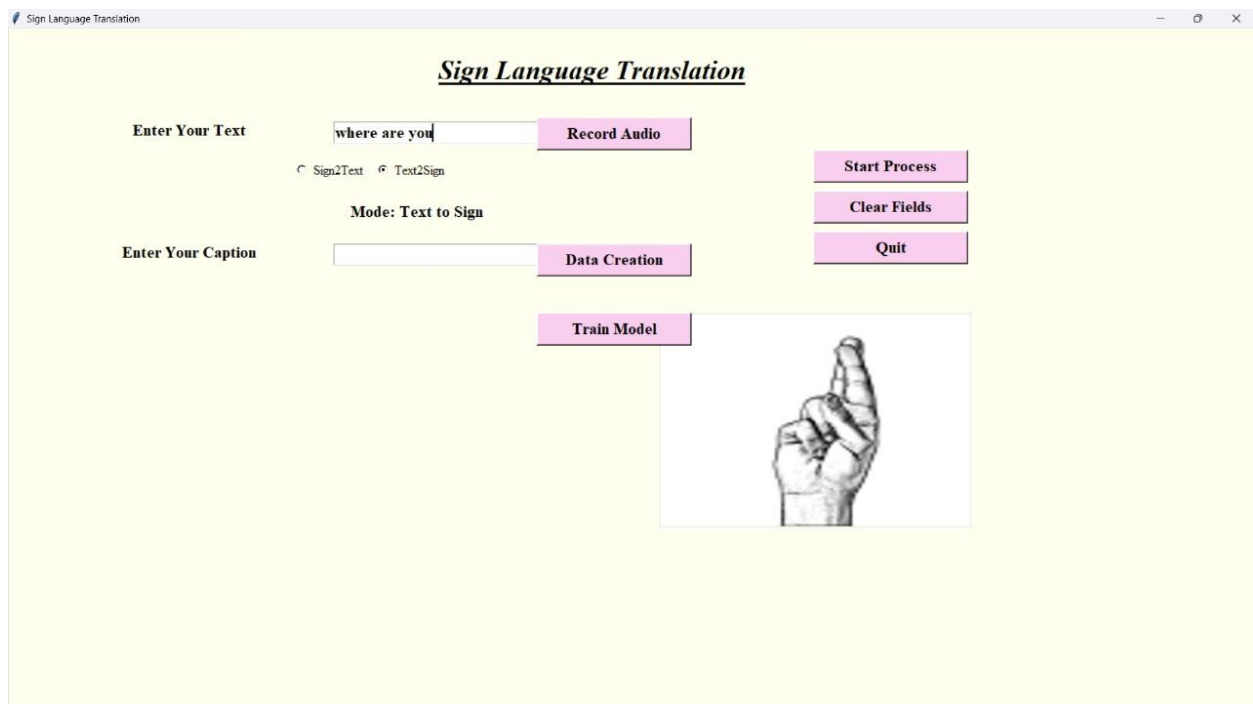 Sign Language Translation
Sign Language Translation
Enter Your Text
where are you
Record Audio
Sign2Text
Text2Sign
Start Process
Mode: Text to Sign
Clear Fields
Enter Your Caption
Data Creation
Quit
Train Model